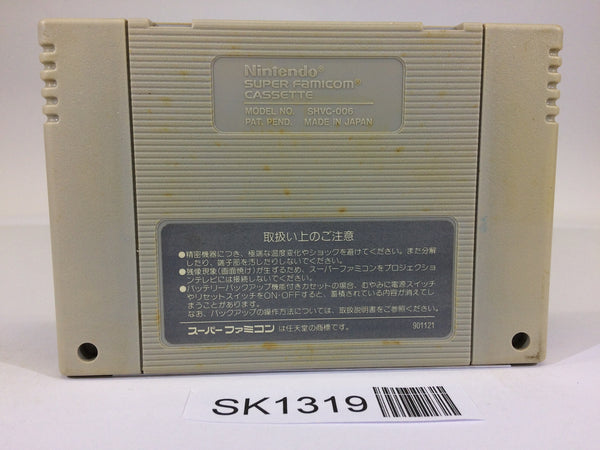 Nintendo®
SUPER FAMICOM®
CASSETTE
MODEL NO. SHVC-006
PAT. PEND. MADE IN JAPAN
取扱い上のご注意
●精密機器につき、極端な温度変化やショックを避けてください。また分解
したり、端子部を汚したりしないでください。
●残像現象(画面焼け)が生ずるため、スーパーファミコンをプロジェクショ
ンテレビには接続しないでください。
●バッテリーバックアップ機能付きカセットの場合、むやみに電源スイッチ
やリセットスイッチをON・OFFすると、蓄積されている内容が消えてし
まうことがあります。
なお、バックアップの操作方法については、取扱説明書をご参照ください。
スーパーファミコン は任天堂の商標です。
901121
SK1319